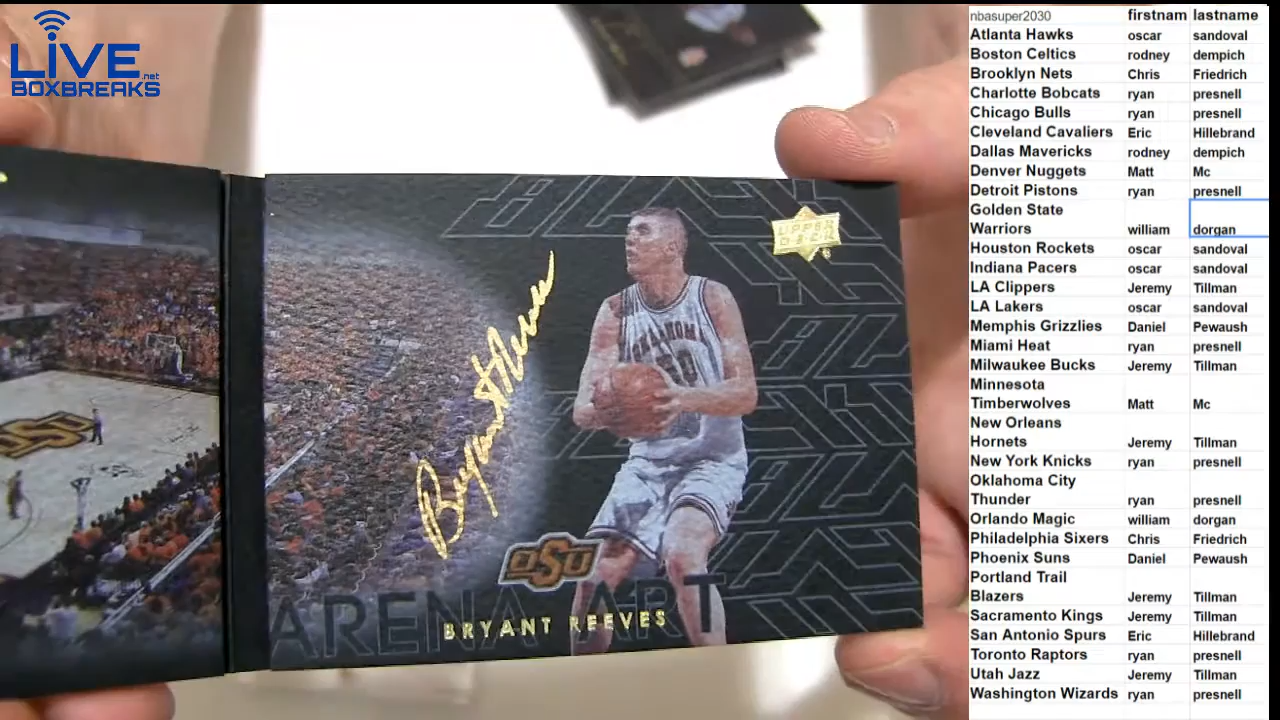 LIVE
.net
BOXBREAKS
UPPER
DECK
OKLAHOMA
Bryant Reeves
OSU
OSU
ARENA ART
BRYANT REEVES
nbasuper2030 firstnam lastname
Atlanta Hawks oscar sandoval
Boston Celtics rodney dempich
Brooklyn Nets Chris Friedrich
Charlotte Bobcats ryan presnell
Chicago Bulls ryan presnell
Cleveland Cavaliers Eric Hillebrand
Dallas Mavericks rodney dempich
Denver Nuggets Matt Mc
Detroit Pistons ryan presnell
Golden State
Warriors william dorgan
Houston Rockets oscar sandoval
Indiana Pacers oscar sandoval
LA Clippers Jeremy Tillman
LA Lakers oscar sandoval
Memphis Grizzlies Daniel Pewaush
Miami Heat ryan presnell
Milwaukee Bucks Jeremy Tillman
Minnesota
Timberwolves Matt Mc
New Orleans
Hornets Jeremy Tillman
New York Knicks ryan presnell
Oklahoma City
Thunder ryan presnell
Orlando Magic william dorgan
Philadelphia Sixers Chris Friedrich
Phoenix Suns Daniel Pewaush
Portland Trail
Blazers Jeremy Tillman
Sacramento Kings Jeremy Tillman
San Antonio Spurs Eric Hillebrand
Toronto Raptors ryan presnell
Utah Jazz Jeremy Tillman
Washington Wizards ryan presnell